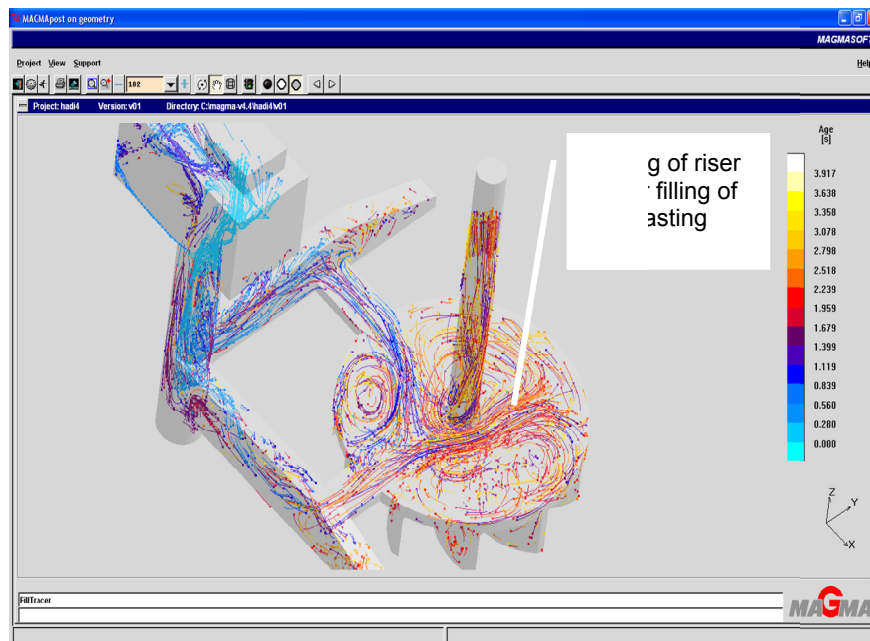 MAGMApost on geometry
MAGMASOFT
Project View Support
Help
102
Project: hadi4 Version: v01 Directory: C:\magma-v4.4\hadi4\v01
of riser
filling of
Age
[s]
3.917
3.638
3.358
3.078
2.798
2.518
2.239
1.959
1.679
1.399
1.119
0.839
0.560
0.280
0.000
Z
Y
X
FillTracer
MAGMA